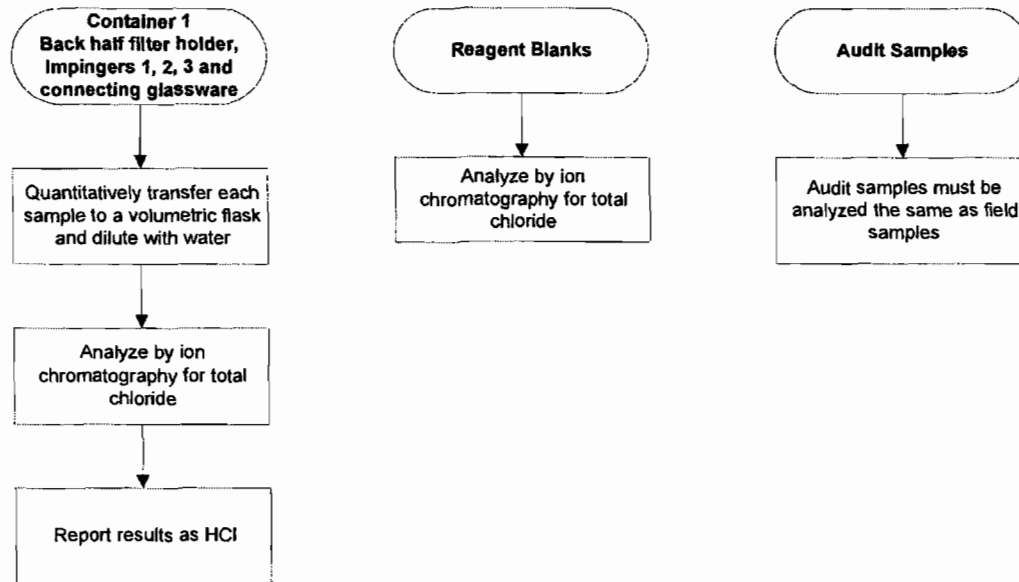 Container 1
Back half filter holder,
Impingers 1, 2, 3 and
connecting glassware
Quantitatively transfer each
sample to a volumetric flask
and dilute with water
Analyze by ion
chromatography for total
chloride
Report results as HCl
Reagent Blanks
Analyze by ion
chromatography for total
chloride
Audit Samples
Audit samples must be
analyzed the same as field
samples